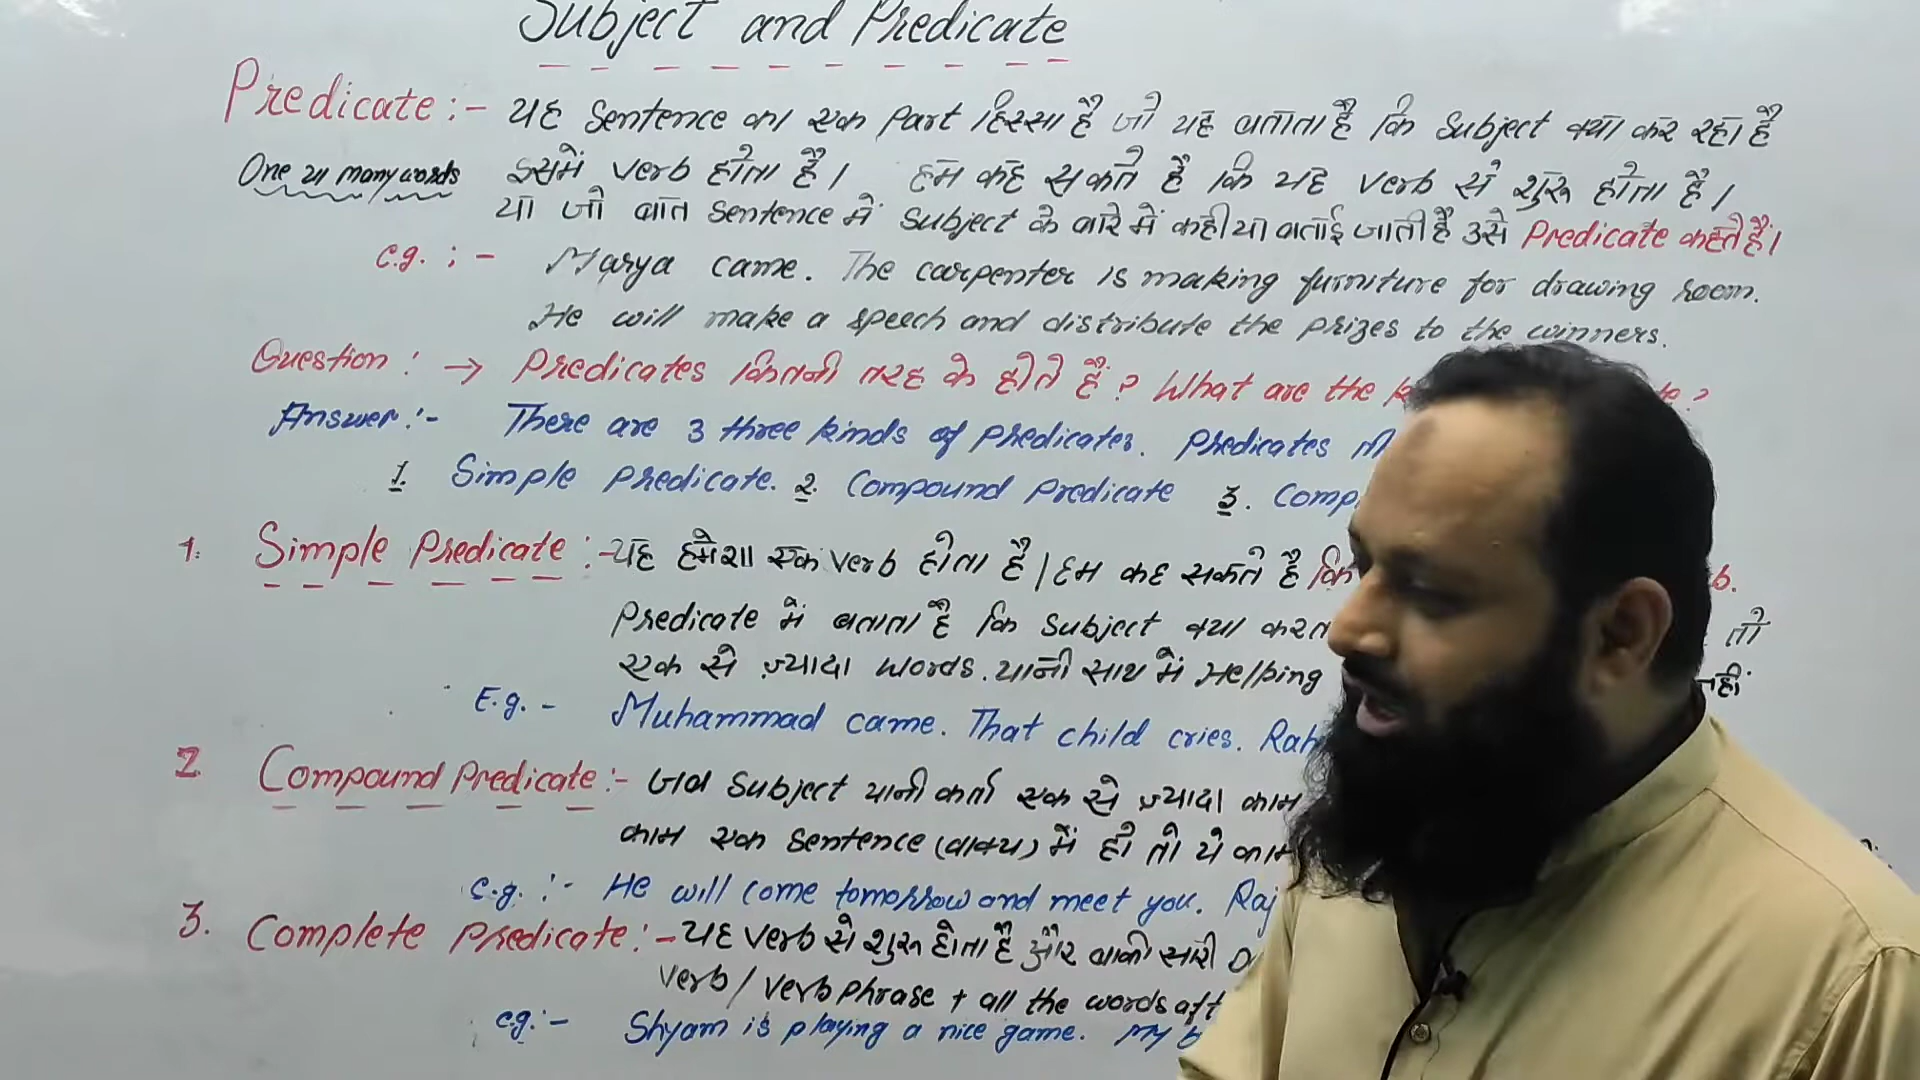 Subject and Predicate
Predicate :- यह Sentence का एक Part हिस्सा है जो यह बताता है कि Subject क्या कर रहा है
One या many words इसमें verb होता है। हम कह सकते है कि यह verb से शुरू होता है।
या जो बात Sentence में Subject के बारे में कही या बताई जाती है उसे Predicate कहते हैं।
e.g. :- Marya came. The carpenter is making furniture for drawing room.
He will make a speech and distribute the prizes to the winners.
Question : → Predicates कितनी तरह के होते हैं ? What are the
Answer :- There are 3 three kinds of predicates. Predicates
1. Simple Predicate. 2. Compound Predicate 3. Comp
1. Simple Predicate :- यह हमेशा एक verb होता है। हम कह सकते है कि b.
Predicate में बताता है कि Subject क्या करता तो
एक से ज़्यादा words. यानी साथ में Helping नहीं
E.g. - Muhammad came. That child cries. Rah
2. Compound Predicate :- जब Subject यानी कर्ता एक से ज़्यादा काम
काम एक Sentence (वाक्य) में हो तो ये काम
e.g. :- He will come tomorrow and meet you. Raj
3. Complete Predicate :- यह verb से शुरू होता है और बाकी सारी
verb / verb phrase + all the words aft
e.g. :- Shyam is playing a nice game. My b